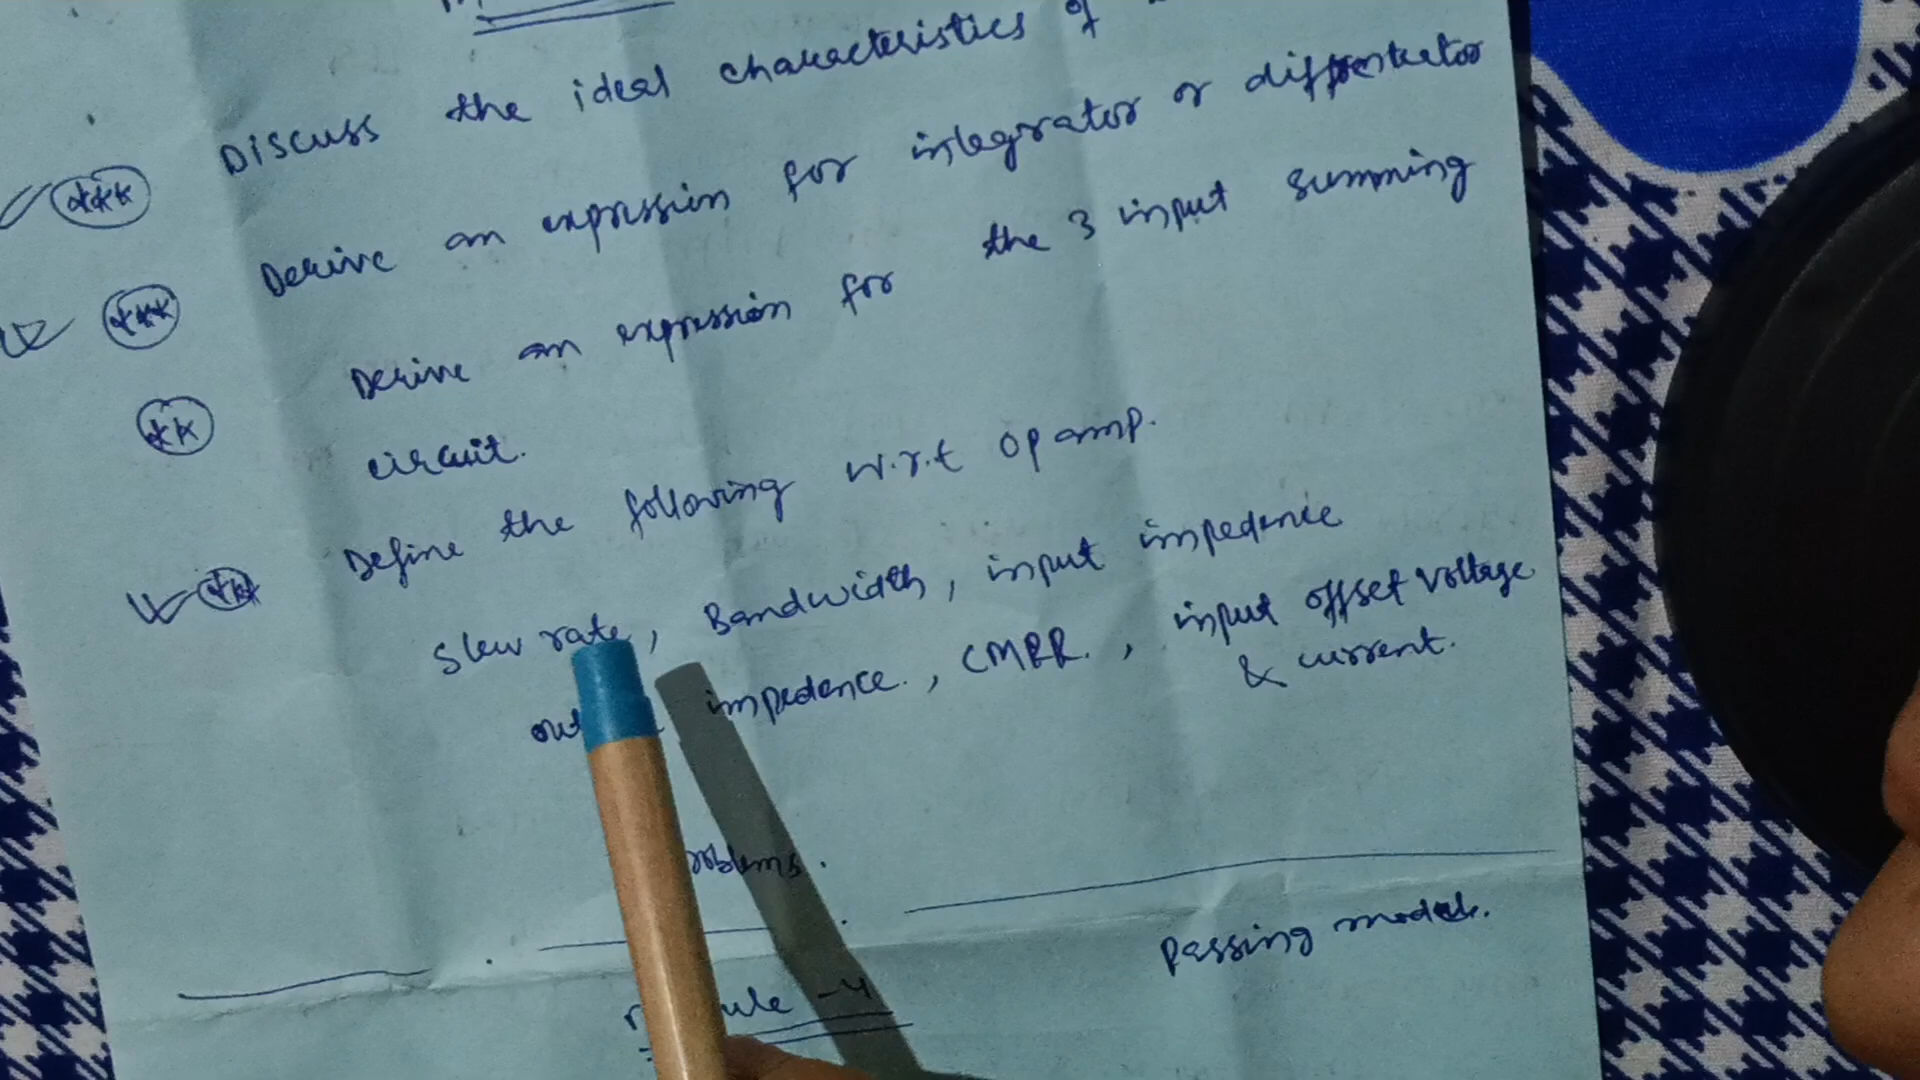 *** Discuss the ideal characteristics of
*** Derive an expression for integrator or differentiator
** Derive an expression for the 3 input summing
circuit.
** Define the following w.r.t op amp.
slew rate, Bandwidth, input impedence
impedence., CMRR., input offset voltage
& current.
Passing module.
-4